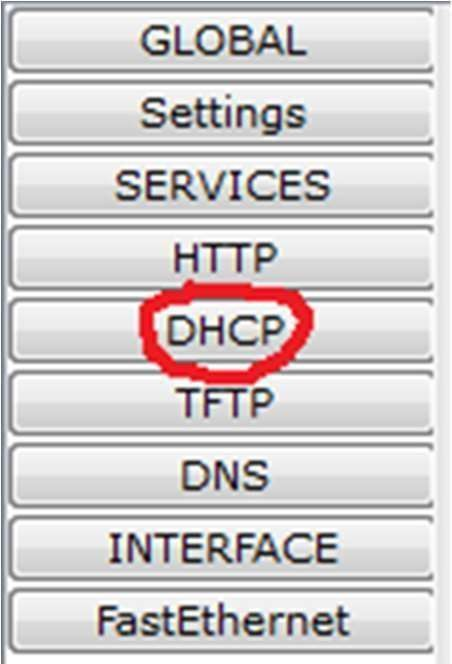 GLOBAL
Settings
SERVICES
HTTP
DHCP
TFTP
DNS
INTERFACE
FastEthernet